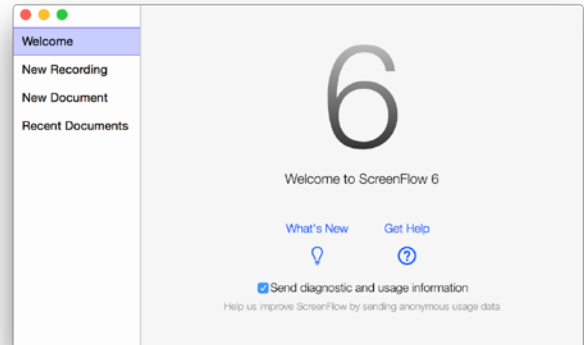 Welcome
New Recording
New Document
Recent Documents
6
Welcome to ScreenFlow 6
What's New Get Help
?
Send diagnostic and usage information
Help us improve ScreenFlow by sending anonymous usage data